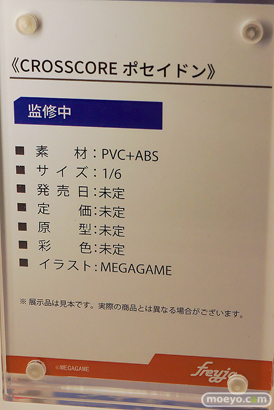 《CROSSCORE ポセイドン》
監修中
■ 素材：PVC+ABS
■ サイズ：1/6
■ 発売日：未定
■ 定価：未定
■ 原型：未定
■ 彩色：未定
■ イラスト：MEGAGAME
※ 展示品は見本です。実際の商品とは異なる場合がございます。
©MEGAGAME
freyja
moeyo.com